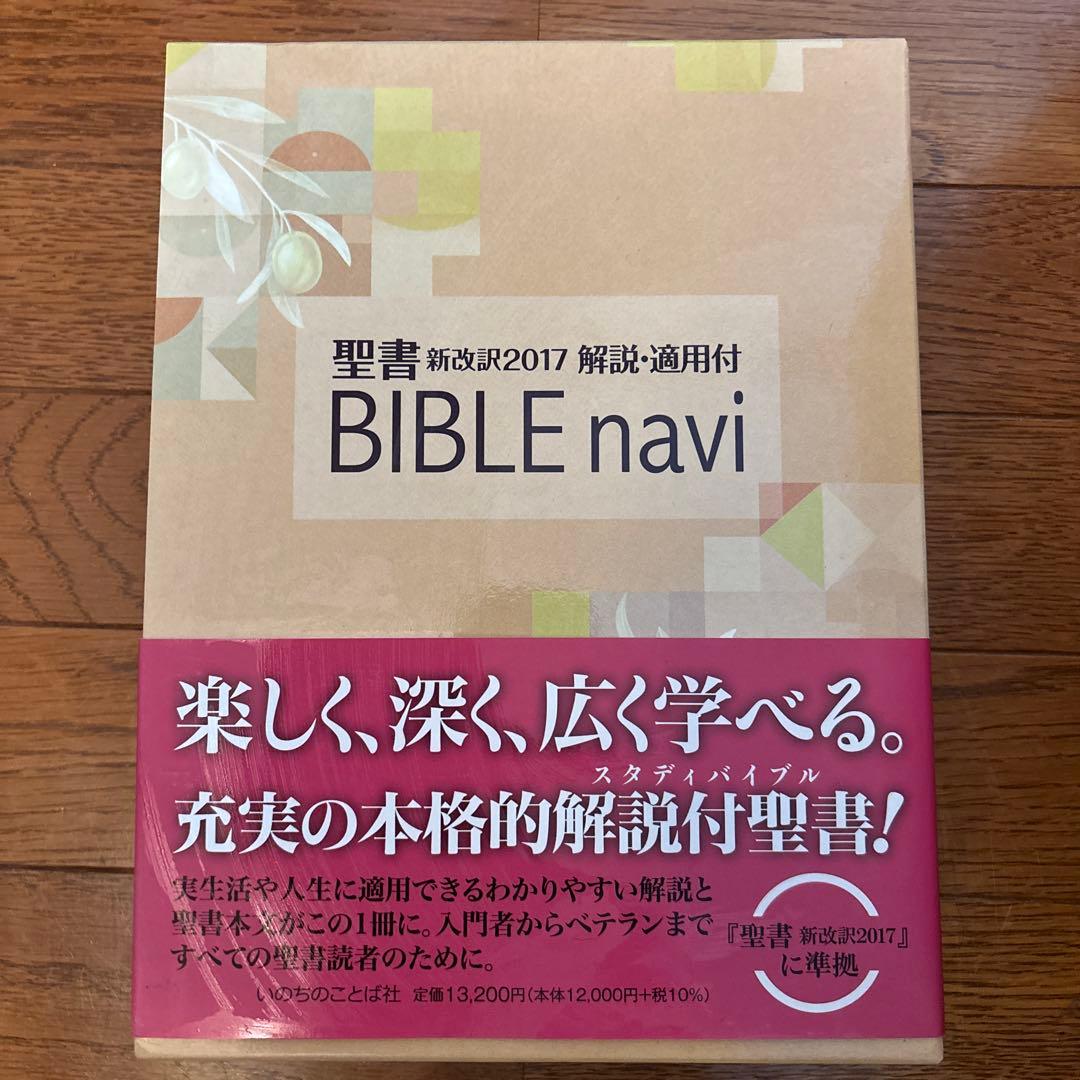 聖書 新改訳2017 解説・適用付
BIBLE navi
楽しく、深く、広く学べる。
スタディバイブル
充実の本格的解説付聖書!
実生活や人生に適用できるわかりやすい解説と
聖書本文がこの1冊に。入門者からベテランまで
すべての聖書読者のために。
いのちのことば社 定価13,200円(本体12,000円+税10%)
『聖書 新改訳2017』
に準拠